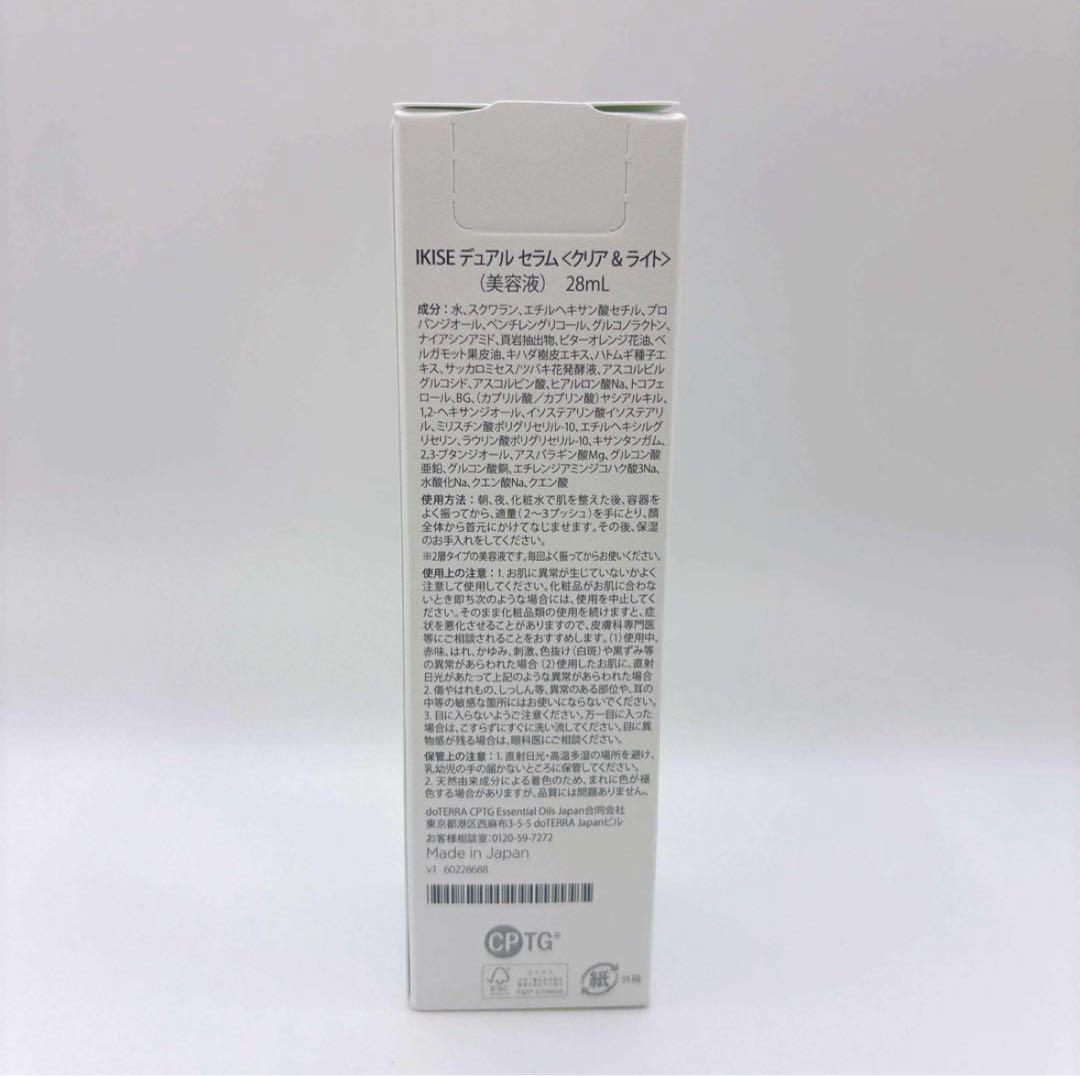 IKISE デュアル セラム<クリア & ライト>
(美容液) 28mL
成分:水、スクワラン、エチルヘキサン酸セチル、プロ
パンジオール、ペンチレングリコール、グルコノラクトン、
ナイアシンアミド、頁岩抽出物、ビターオレンジ花油、ベ
ルガモット果皮油、キハダ樹皮エキス、ハトムギ種子エ
キス、サッカロミセス/ツバキ花発酵液、アスコルビル
グルコシド、アスコルビン酸、ヒアルロン酸Na、トコフェ
ロール、BG、(カプリル酸/カプリン酸)ヤシアルキル、
1,2-ヘキサンジオール、イソステアリン酸イソステアリ
ル、ミリスチン酸ポリグリセリル-10、エチルヘキシルグ
リセリン、ラウリン酸ポリグリセリル-10、キサンタンガム、
2,3-ブタンジオール、アスパラギン酸Mg、グルコン酸
亜鉛、グルコン酸銅、エチレンジアミンジコハク酸3Na、
水酸化Na、クエン酸Na、クエン酸
使用方法:朝、夜、化粧水で肌を整えた後、容器を
よく振ってから、適量(2~3プッシュ)を手にとり、顔
全体から首元にかけてなじませます。その後、保湿
のお手入れをしてください。
※2層タイプの美容液です。毎回よく振ってからお使いください。
使用上の注意:1. お肌に異常が生じていないかよく
注意して使用してください。化粧品がお肌に合わな
いとき即ち次のような場合には、使用を中止してく
ださい。そのまま化粧品類の使用を続けますと、症
状を悪化させることがありますので、皮膚科専門医
等にご相談されることをおすすめします。(1)使用中、
赤味、はれ、かゆみ、刺激、色抜け(白斑)や黒ずみ等
の異常があらわれた場合 (2)使用したお肌に、直射
日光があたって上記のような異常があらわれた場合
2. 傷やはれもの、しっしん等、異常のある部位や、耳の
中等の敏感な箇所にはお使いにならないでください。
3. 目に入らないようご注意ください。万一目に入った
場合は、こすらずにすぐに洗い流してください。目に異
物感が残る場合は、眼科医にご相談ください。
保管上の注意:1. 直射日光・高温多湿の場所を避け、
乳幼児の手の届かないところに保管してください。
2. 天然由来成分による着色のため、まれに色が褪
色する場合がありますが、品質には問題ありません。
doTERRA CPTG Essential Oils Japan合同会社
東京都港区西麻布3-5-5 doTERRA Japanビル
お客様相談室:0120-59-7272
Made in Japan
v1 60228688
CPTG®
FSC
紙 外箱